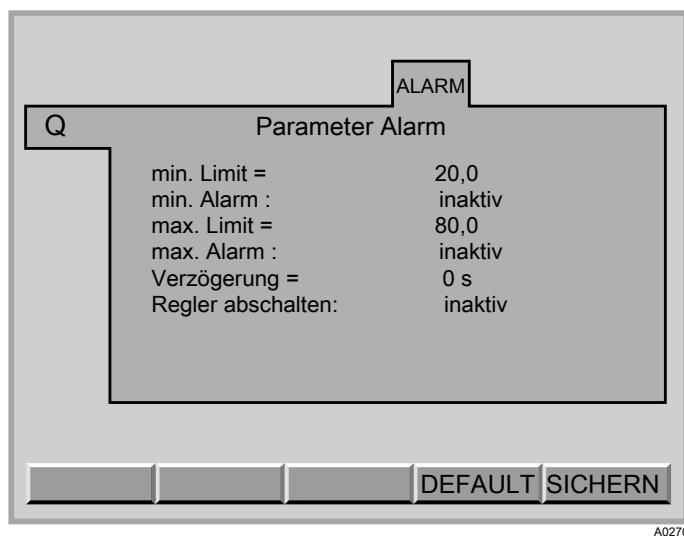 ALARM
Q
Parameter Alarm
min. Limit = 20,0
min. Alarm : inaktiv
max. Limit = 80,0
max. Alarm : inaktiv
Verzögerung = 0 s
Regler abschalten: inaktiv
DEFAULT SICHERN